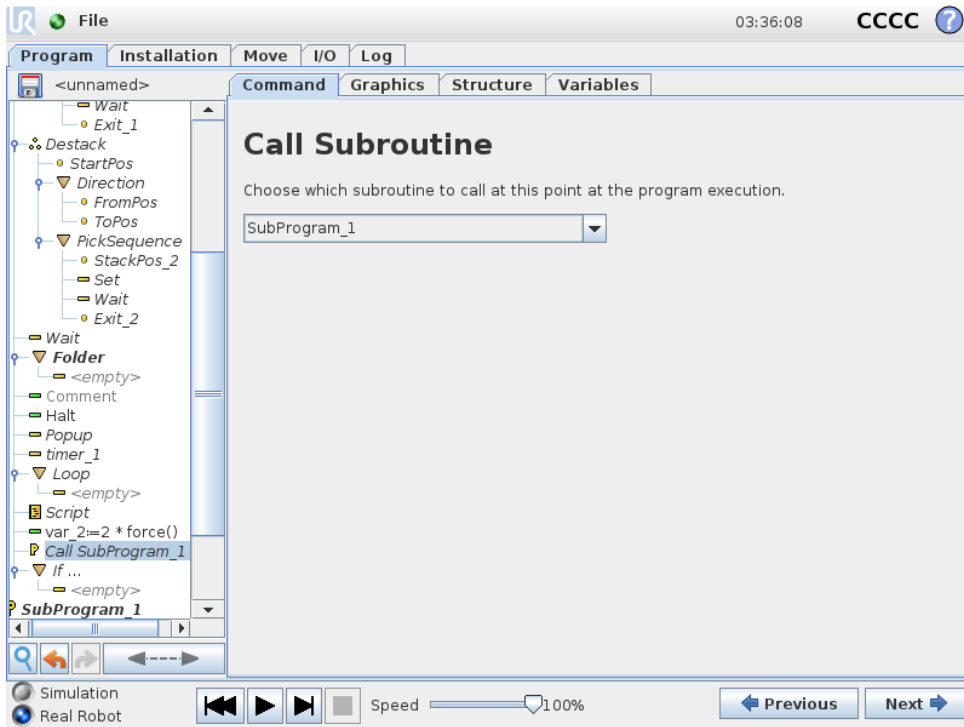 UR File 03:36:08 CCCC ?
Program Installation Move I/O Log
<unnamed> Command Graphics Structure Variables
Wait
Exit_1
Destack
StartPos
Direction
FromPos
ToPos
PickSequence
StackPos_2
Set
Wait
Exit_2
Wait
Folder
<empty>
Comment
Halt
Popup
timer_1
Loop
<empty>
Script
var_2:=2 * force()
P Call SubProgram_1
If ...
<empty>
P SubProgram_1
Call Subroutine
Choose which subroutine to call at this point at the program execution.
SubProgram_1
Simulation
Real Robot
Speed 100%
Previous Next